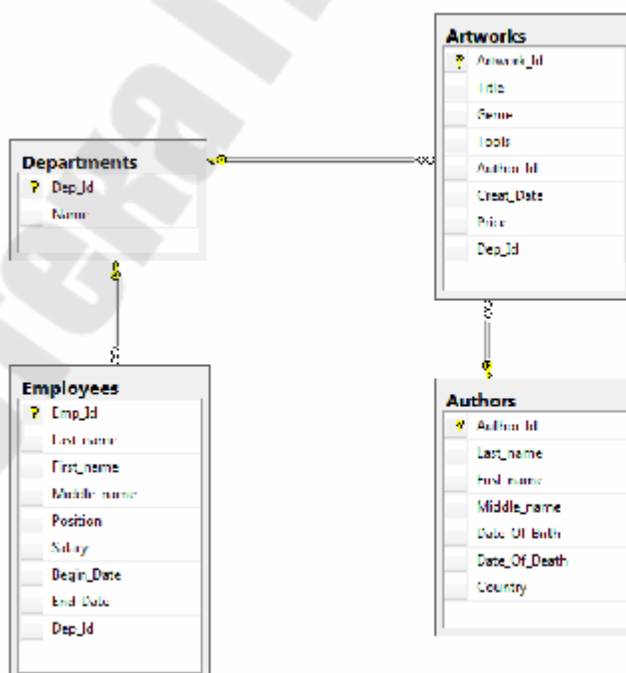 Artworks
Artwork_Id
Title
Genre
Tools
Author_Id
Creat_Date
Price
Dep_Id
Departments
Dep_Id
Name
Employees
Emp_Id
Last_name
First_name
Middle_name
Position
Salary
Begin_Date
End_Date
Dep_Id
Authors
Author_Id
Last_name
First_name
Middle_name
Date_Of_Birth
Date_Of_Death
Country